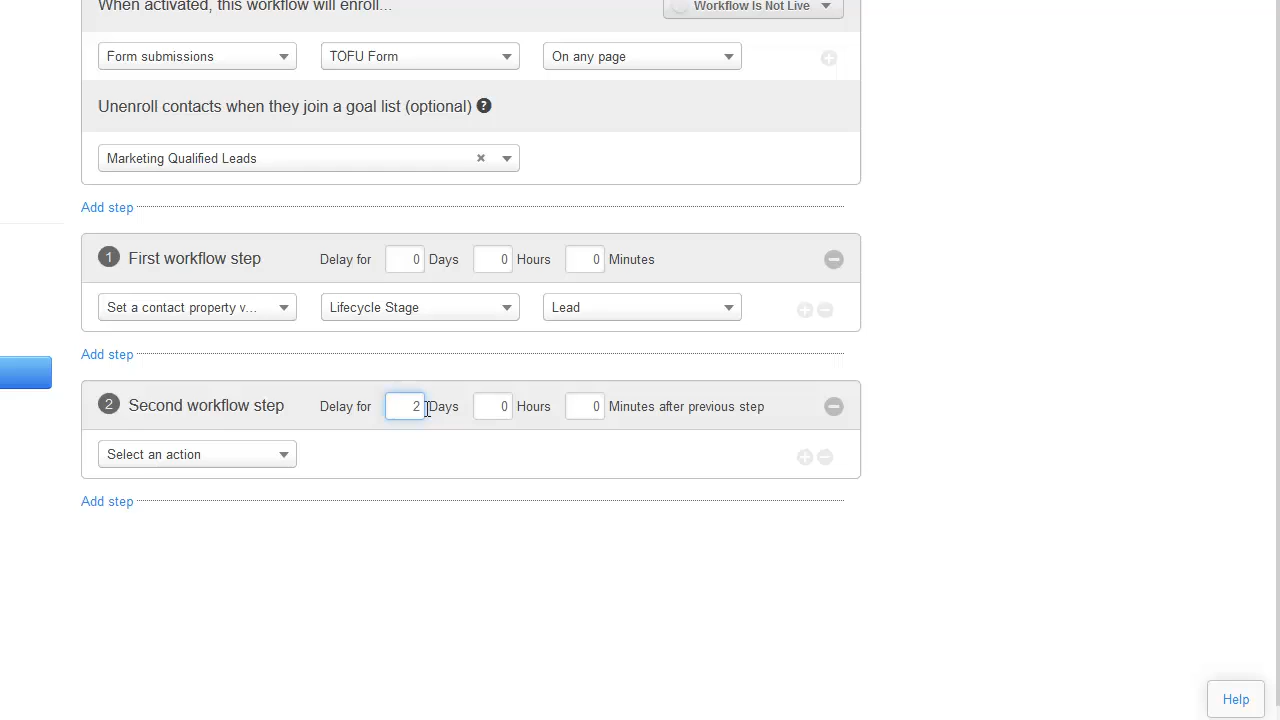 When activated, this workflow will enroll...
Workflow Is Not Live
Form submissions
TOFU Form
On any page
Unenroll contacts when they join a goal list (optional) ?
Marketing Qualified Leads ×
Add step
1 First workflow step Delay for 0 Days 0 Hours 0 Minutes
Set a contact property v...
Lifecycle Stage
Lead
Add step
2 Second workflow step Delay for 2 Days 0 Hours 0 Minutes after previous step
Select an action
Add step
Help